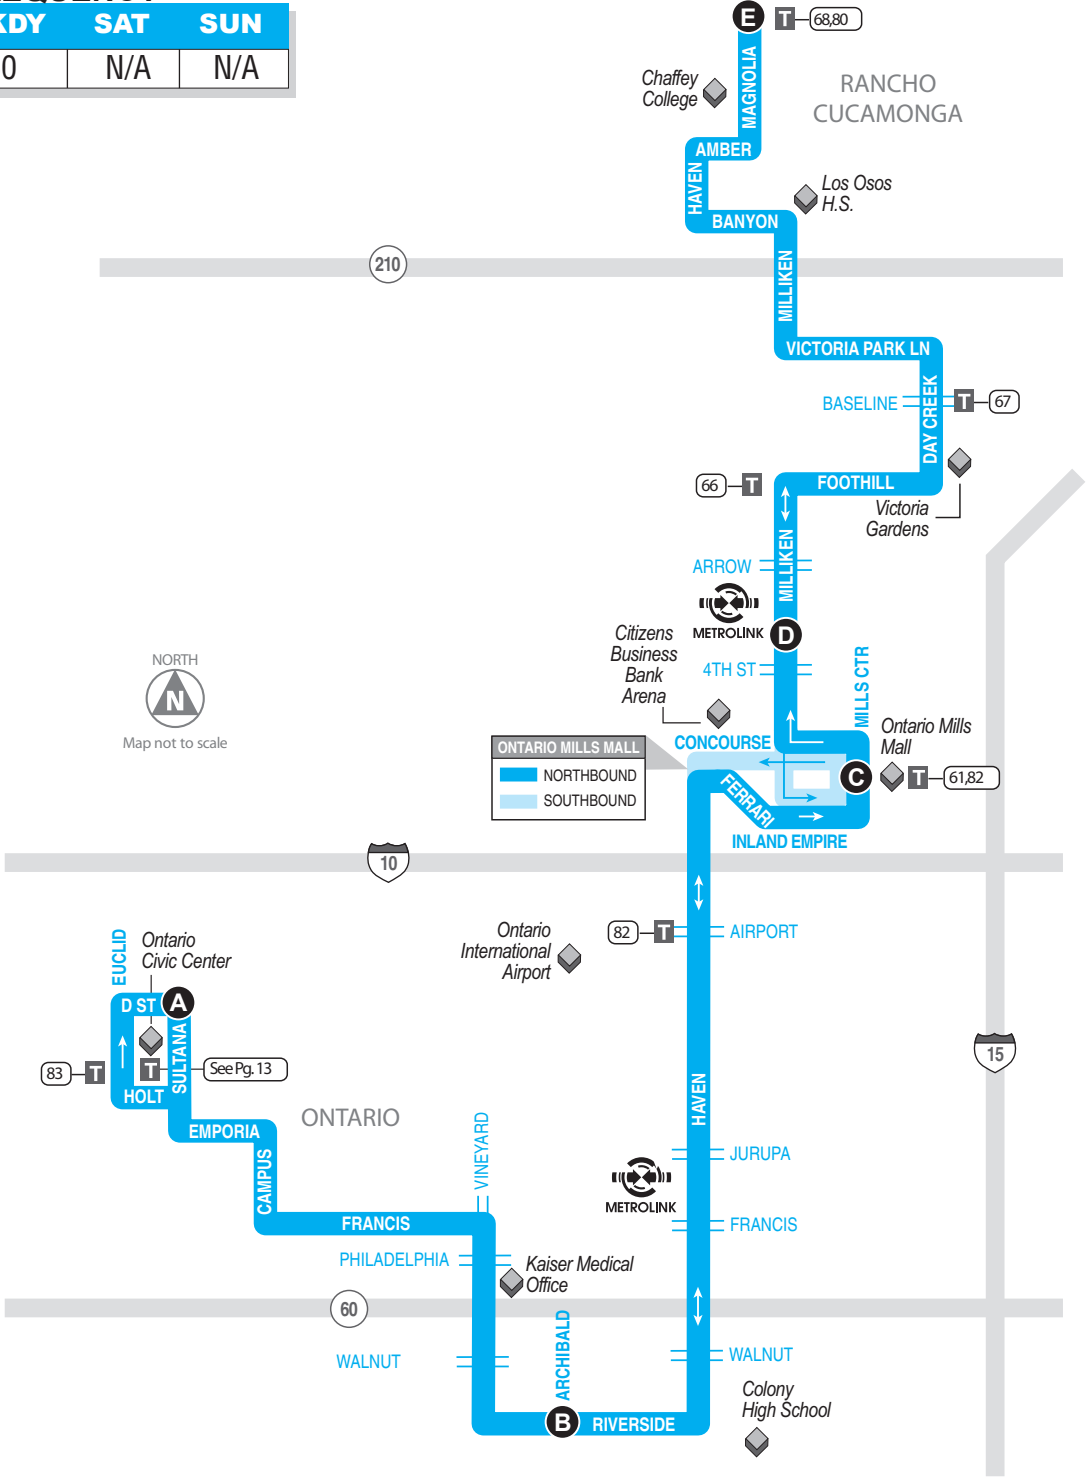 KDY SAT SUN
0 N/A N/A
E
T
68,80
Chaffey
College
MAGNOLIA
RANCHO
CUCAMONGA
AMBER
HAVEN
Los Osos
H.S.
BANYON
210
MILLIKEN
VICTORIA PARK LN
BASELINE
DAY CREEK
T
67
66
T
FOOTHILL
Victoria
Gardens
ARROW
MILLIKEN
METROLINK
D
Citizens
Business
Bank
Arena
4TH ST
MILLS CTR
NORTH
N
Map not to scale
Ontario Mills
Mall
CONCOURSE
ONTARIO MILLS MALL
NORTHBOUND
SOUTHBOUND
C
T
61,82
FERRARI
INLAND EMPIRE
10
82
T
AIRPORT
Ontario
International
Airport
EUCLID
Ontario
Civic Center
D ST
A
SULTANA
83
T
T
See Pg. 13
HOLT
15
ONTARIO
EMPORIA
CAMPUS
HAVEN
VINEYARD
JURUPA
METROLINK
FRANCIS
FRANCIS
PHILADELPHIA
Kaiser Medical
Office
60
WALNUT
ARCHIBALD
WALNUT
Colony
High School
B
RIVERSIDE